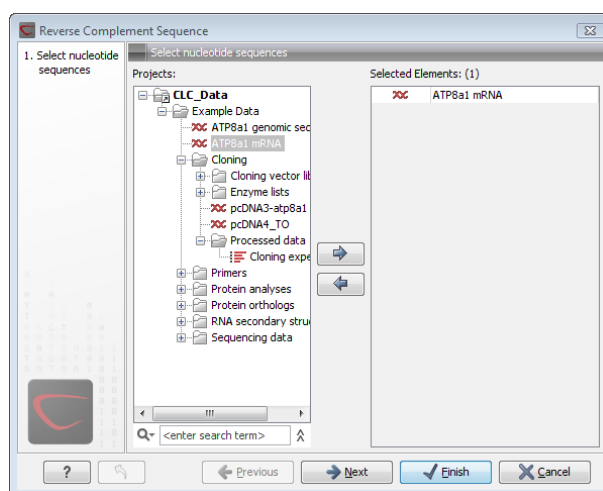 Reverse Complement Sequence
1. Select nucleotide
sequences
Select nucleotide sequences
Projects:
CLC_Data
Example Data
ATP8a1 genomic sec
ATP8a1 mRNA
Cloning
Cloning vector lib
Enzyme lists
pcDNA3-atp8a1
pcDNA4_TO
Processed data
Cloning expe
Primers
Protein analyses
Protein orthologs
RNA secondary stru
Sequencing data
<enter search term>
Selected Elements: (1)
ATP8a1 mRNA
?
Previous
Next
Finish
Cancel